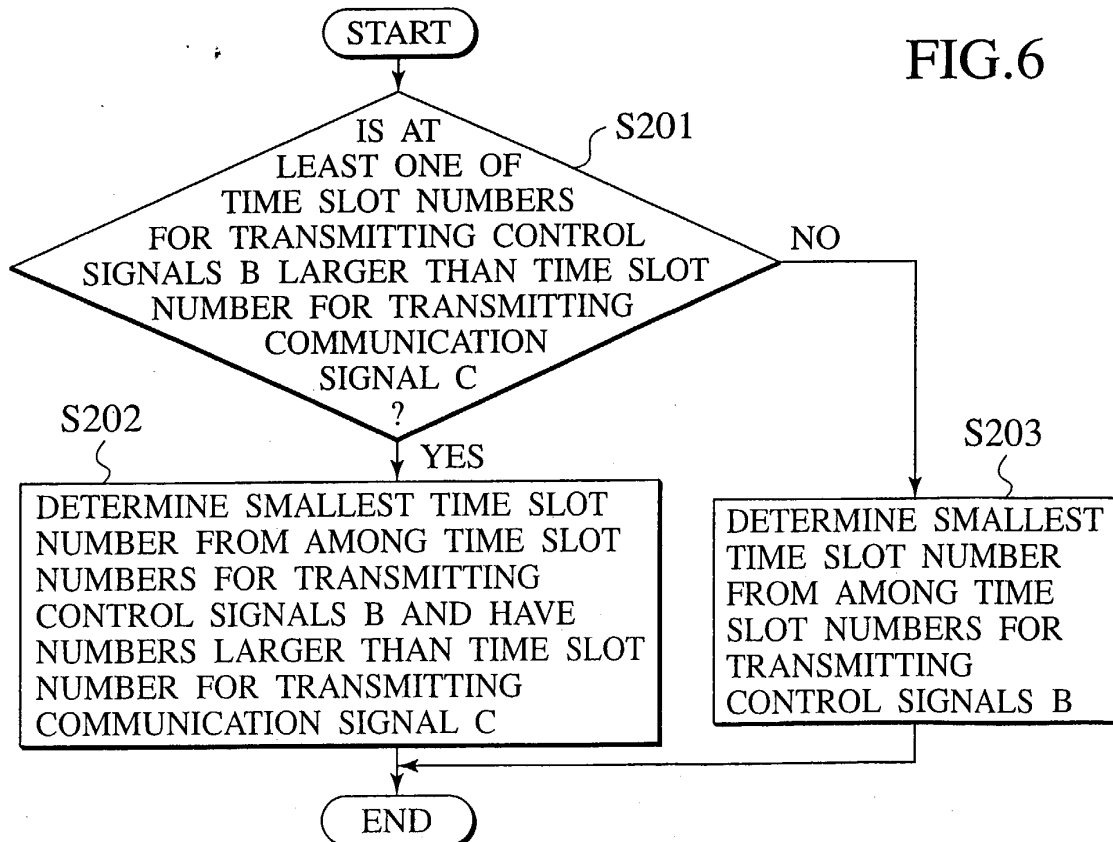 START
FIG.6
S201
IS AT
LEAST ONE OF
TIME SLOT NUMBERS
FOR TRANSMITTING CONTROL
SIGNALS B LARGER THAN TIME SLOT
NUMBER FOR TRANSMITTING
COMMUNICATION
SIGNAL C
?
NO
YES
S202
DETERMINE SMALLEST TIME SLOT
NUMBER FROM AMONG TIME SLOT
NUMBERS FOR TRANSMITTING
CONTROL SIGNALS B AND HAVE
NUMBERS LARGER THAN TIME SLOT
NUMBER FOR TRANSMITTING
COMMUNICATION SIGNAL C
S203
DETERMINE SMALLEST
TIME SLOT NUMBER
FROM AMONG TIME
SLOT NUMBERS FOR
TRANSMITTING
CONTROL SIGNALS B
END